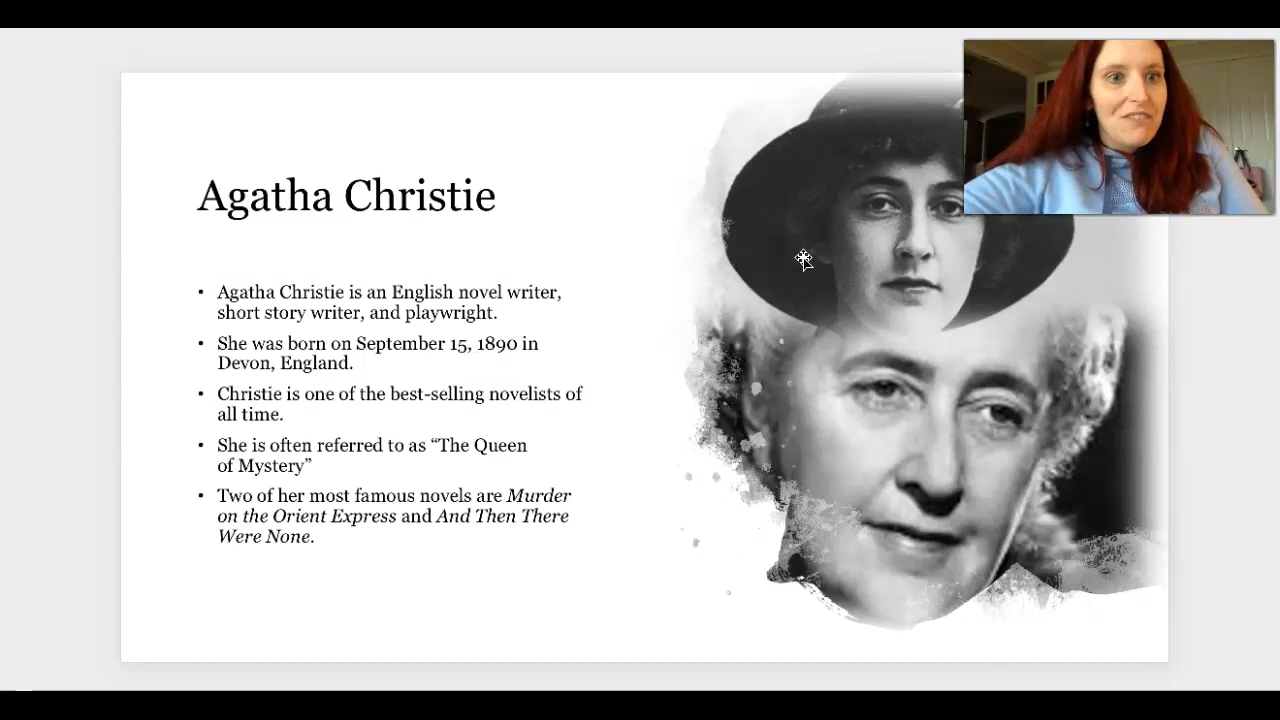 Agatha Christie
• Agatha Christie is an English novel writer,
short story writer, and playwright.
• She was born on September 15, 1890 in
Devon, England.
• Christie is one of the best-selling novelists of
all time.
• She is often referred to as “The Queen
of Mystery”
• Two of her most famous novels are Murder
on the Orient Express and And Then There
Were None.